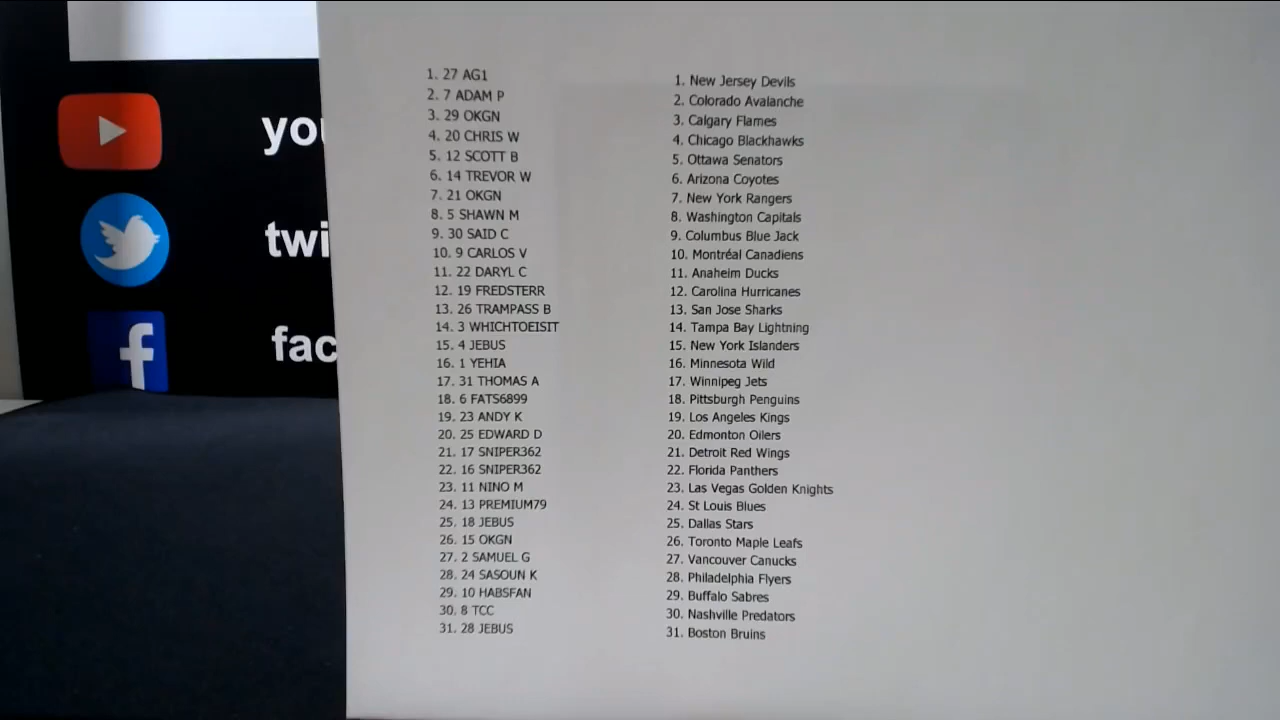 you
twi
fac
1. 27 AG1
2. 7 ADAM P
3. 29 OKGN
4. 20 CHRIS W
5. 12 SCOTT B
6. 14 TREVOR W
7. 21 OKGN
8. 5 SHAWN M
9. 30 SAID C
10. 9 CARLOS V
11. 22 DARYL C
12. 19 FREDSTERR
13. 26 TRAMPASS B
14. 3 WHICHTOEISIT
15. 4 JEBUS
16. 1 YEHIA
17. 31 THOMAS A
18. 6 FATS6899
19. 23 ANDY K
20. 25 EDWARD D
21. 17 SNIPER362
22. 16 SNIPER362
23. 11 NINO M
24. 13 PREMIUM79
25. 18 JEBUS
26. 15 OKGN
27. 2 SAMUEL G
28. 24 SASOUN K
29. 10 HABSFAN
30. 8 TCC
31. 28 JEBUS
1. New Jersey Devils
2. Colorado Avalanche
3. Calgary Flames
4. Chicago Blackhawks
5. Ottawa Senators
6. Arizona Coyotes
7. New York Rangers
8. Washington Capitals
9. Columbus Blue Jack
10. Montréal Canadiens
11. Anaheim Ducks
12. Carolina Hurricanes
13. San Jose Sharks
14. Tampa Bay Lightning
15. New York Islanders
16. Minnesota Wild
17. Winnipeg Jets
18. Pittsburgh Penguins
19. Los Angeles Kings
20. Edmonton Oilers
21. Detroit Red Wings
22. Florida Panthers
23. Las Vegas Golden Knights
24. St Louis Blues
25. Dallas Stars
26. Toronto Maple Leafs
27. Vancouver Canucks
28. Philadelphia Flyers
29. Buffalo Sabres
30. Nashville Predators
31. Boston Bruins